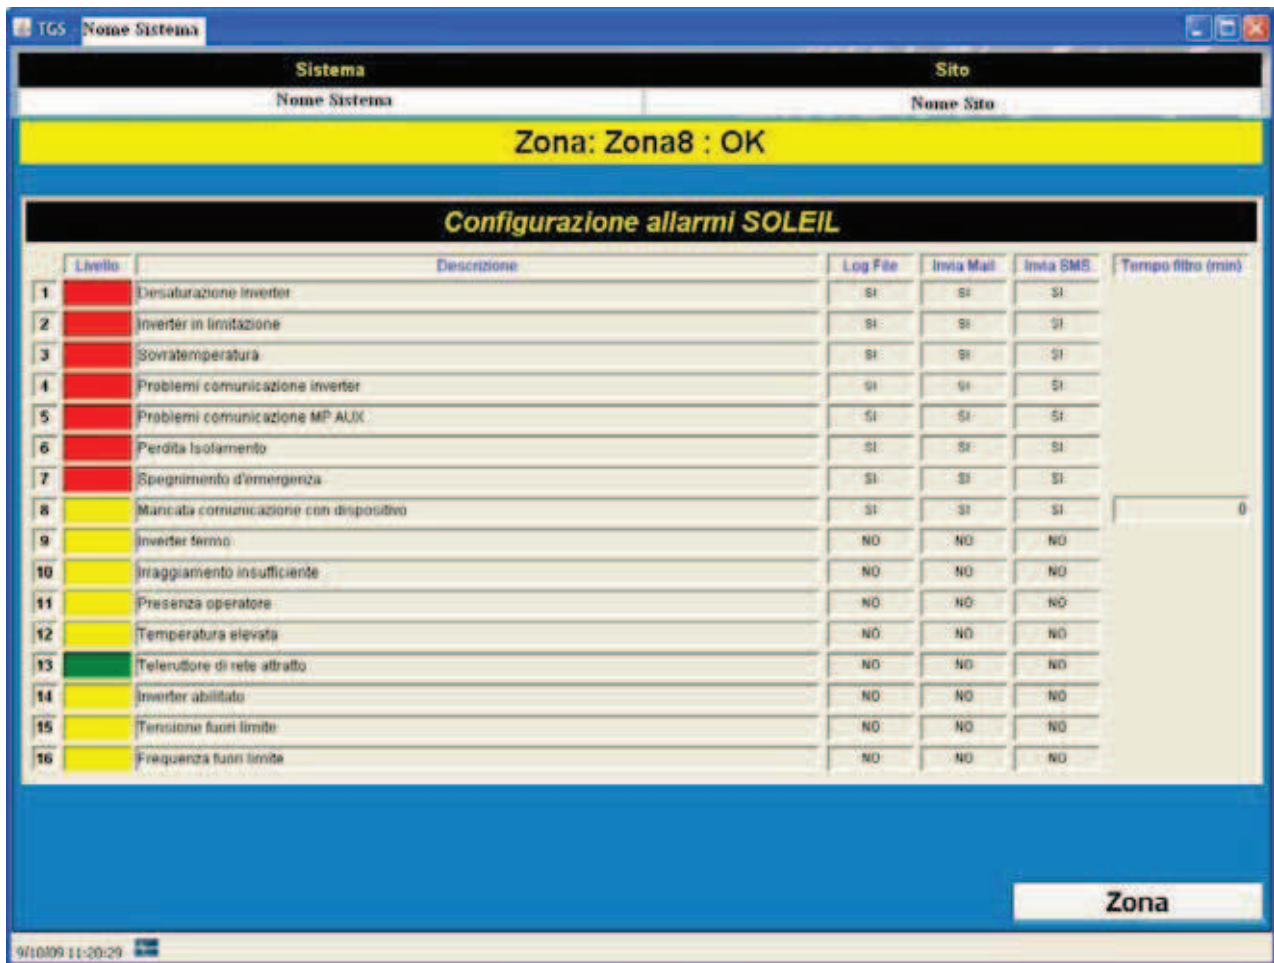 TGS - Nome Sistema
Sistema Sito
Nome Sistema Nome Sito
Zona: Zona8 : OK
Configurazione allarmi SOLEIL
Livello Descrizione Log File Invia Mail Invia SMS Tempo filtro (min)
1 Desaturazione Inverter SI SI SI
2 Inverter in limitazione SI SI SI
3 Sovratemperatura SI SI SI
4 Problemi comunicazione inverter SI SI SI
5 Problemi comunicazione MP AUX SI SI SI
6 Perdita Isolamento SI SI SI
7 Spegnimento d'emergenza SI SI SI
8 Mancata comunicazione con dispositivo SI SI SI 0
9 Inverter fermo NO NO NO
10 Irraggiamento insufficiente NO NO NO
11 Presenza operatore NO NO NO
12 Temperatura elevata NO NO NO
13 Teleruttore di rete attratto NO NO NO
14 Inverter abilitato NO NO NO
15 Tensione fuori limite NO NO NO
16 Frequenza fuori limite NO NO NO
Zona
9/10/09 11:20:29